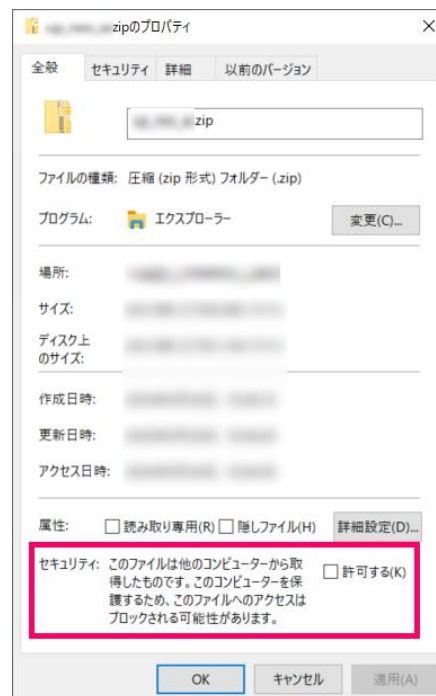 zipのプロパティ
全般 セキュリティ 詳細 以前のバージョン
zip
ファイルの種類: 圧縮 (zip 形式) フォルダー (.zip)
プログラム: エクスプローラー 変更(C)...
場所:
サイズ:
ディスク上
のサイズ:
作成日時:
更新日時:
アクセス日時:
属性: 読み取り専用(R) 隠しファイル(H) 詳細設定(D)...
セキュリティ: このファイルは他のコンピューターから取 許可する(K)
得したものです。このコンピューターを保
護するため、このファイルへのアクセスは
ブロックされる可能性があります。
OK キャンセル 適用(A)